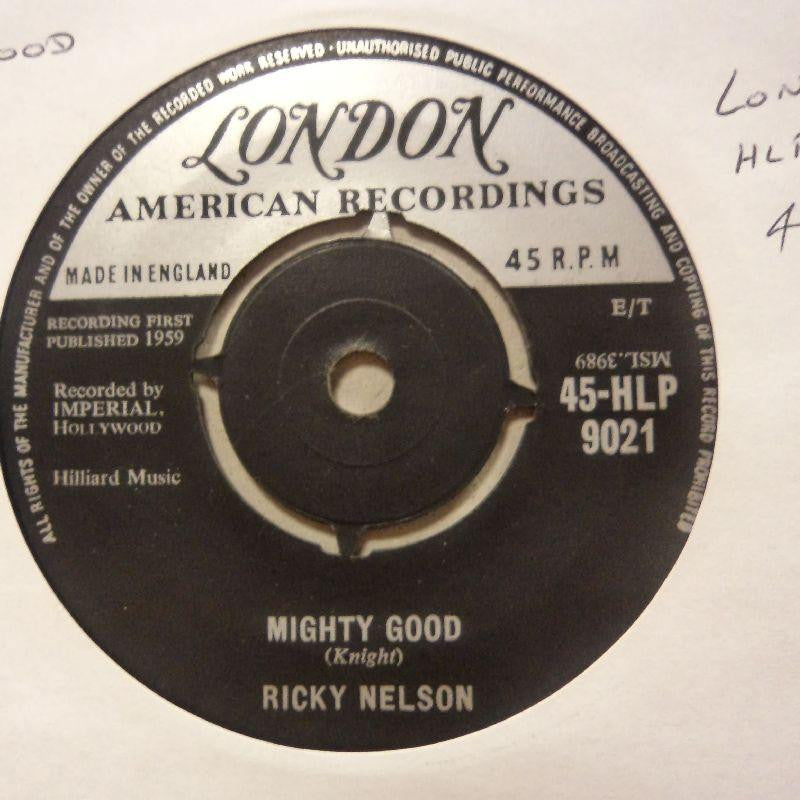 OOD
LON
HLP
4
ALL RIGHTS OF THE MANUFACTURER AND OF THE OWNER OF THE RECORDED WORK RESERVED · UNAUTHORISED PUBLIC PERFORMANCE BROADCASTING AND COPYING OF THIS RECORD PROHIBITED
LONDON
AMERICAN RECORDINGS
MADE IN ENGLAND
45 R.P.M
RECORDING FIRST
PUBLISHED 1959
E/T
MSL.3989
Recorded by
IMPERIAL,
HOLLYWOOD
45-HLP
9021
Hilliard Music
MIGHTY GOOD
(Knight)
RICKY NELSON